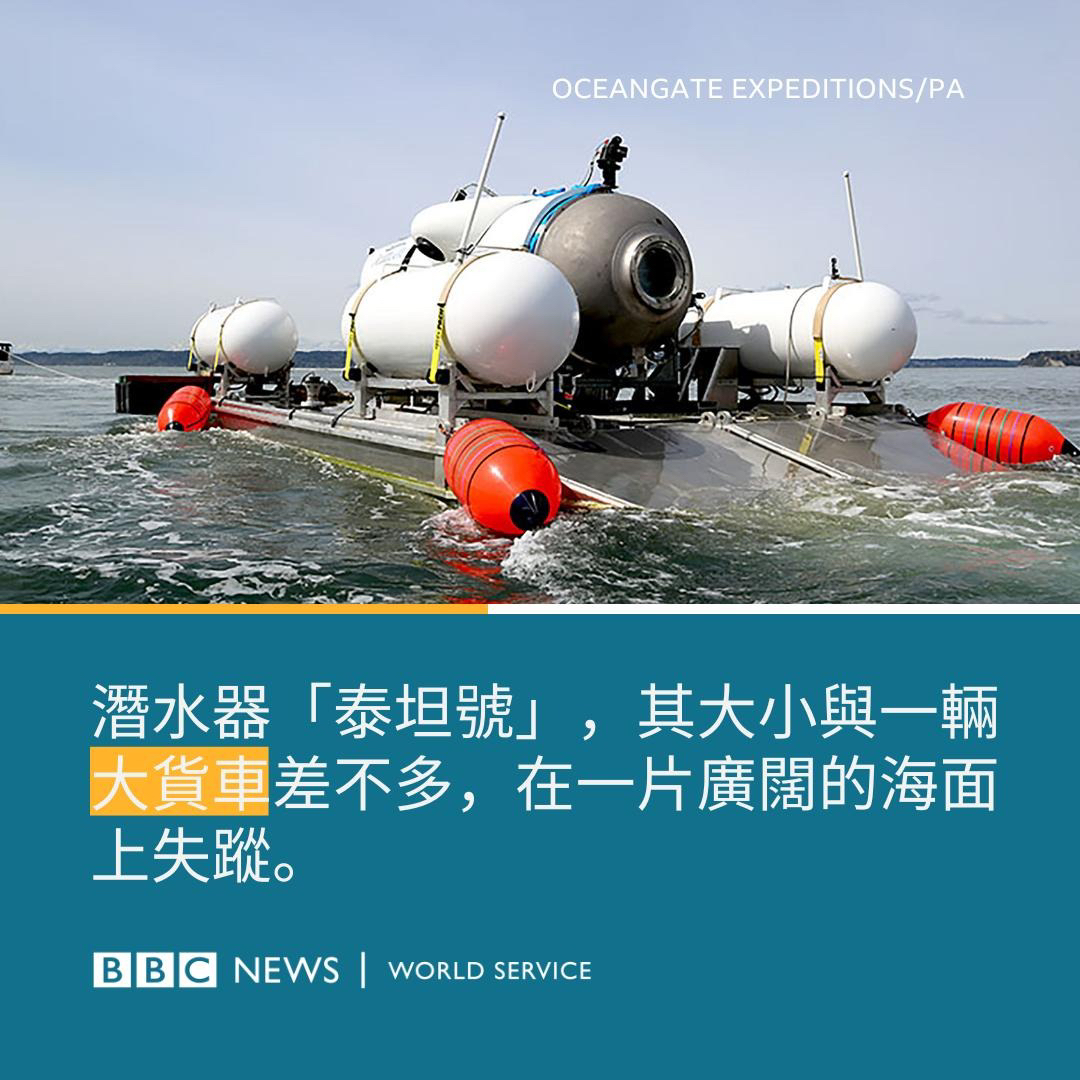 OCEANGATE EXPEDITIONS/PA
潛水器「泰坦號」，其大小與一輛
大貨車差不多，在一片廣闊的海面
上失蹤。
BBC NEWS | WORLD SERVICE